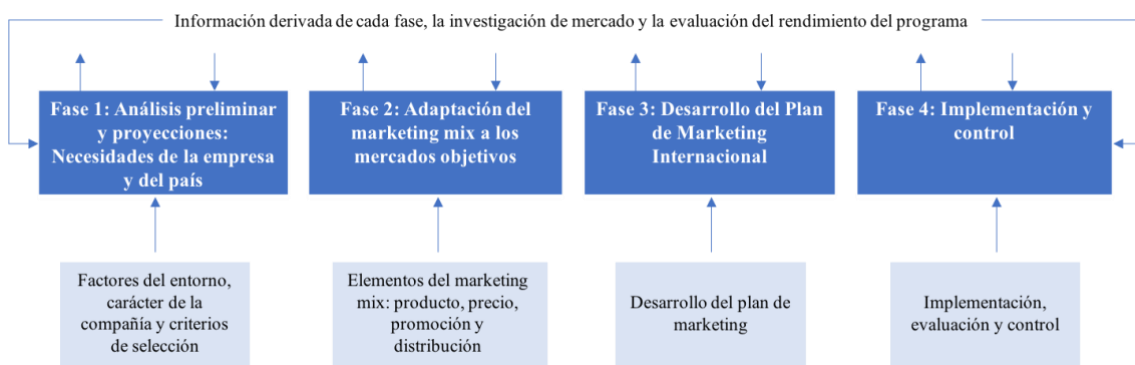 Información derivada de cada fase, la investigación de mercado y la evaluación del rendimiento del programa
Fase 1: Análisis preliminar
y proyecciones:
Necesidades de la empresa
y del país
Fase 2: Adaptación del
marketing mix a los
mercados objetivos
Fase 3: Desarrollo del Plan
de Marketing
Internacional
Fase 4: Implementación y
control
Factores del entorno,
carácter de la
compañía y criterios
de selección
Elementos del marketing
mix: producto, precio,
promoción y
distribución
Desarrollo del plan de
marketing
Implementación,
evaluación y control